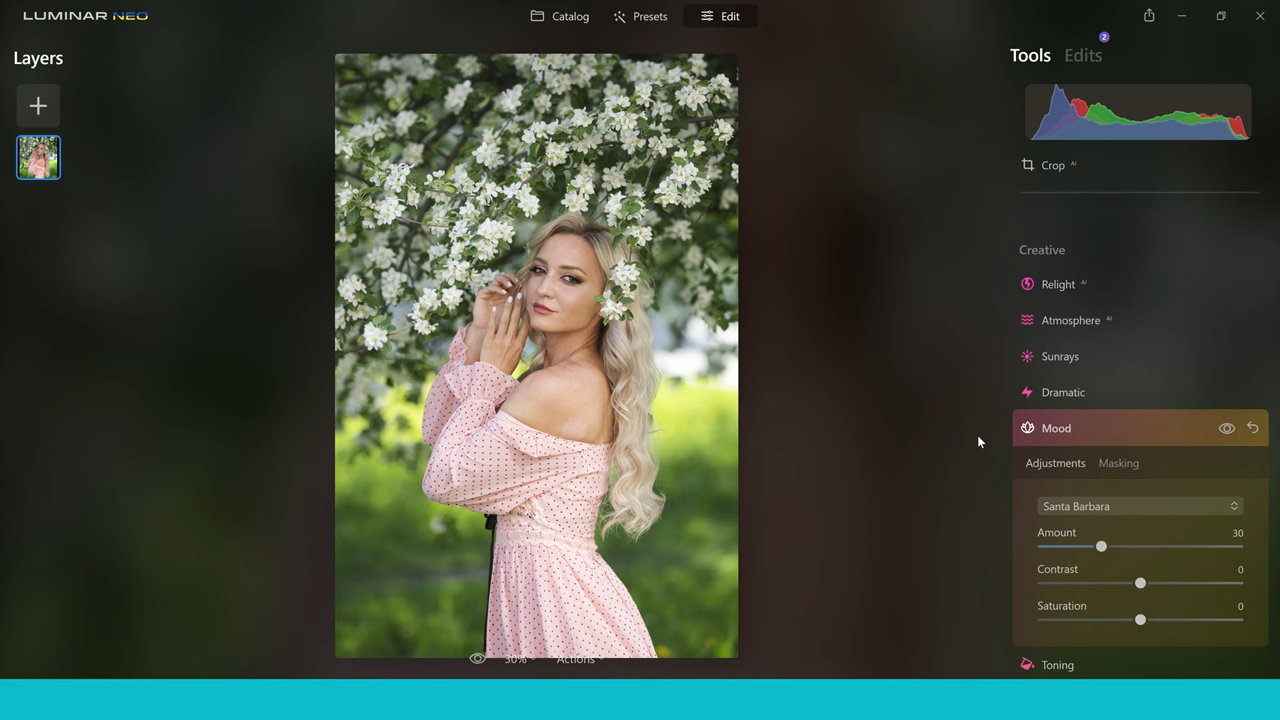 LUMINAR NEO
Catalog
Presets
Edit
Layers
2
Tools Edits
Crop AI
Creative
Relight AI
Atmosphere AI
Sunrays
Dramatic
Mood
Adjustments Masking
Santa Barbara
Amount 30
Contrast 0
Saturation 0
Toning
30% Actions